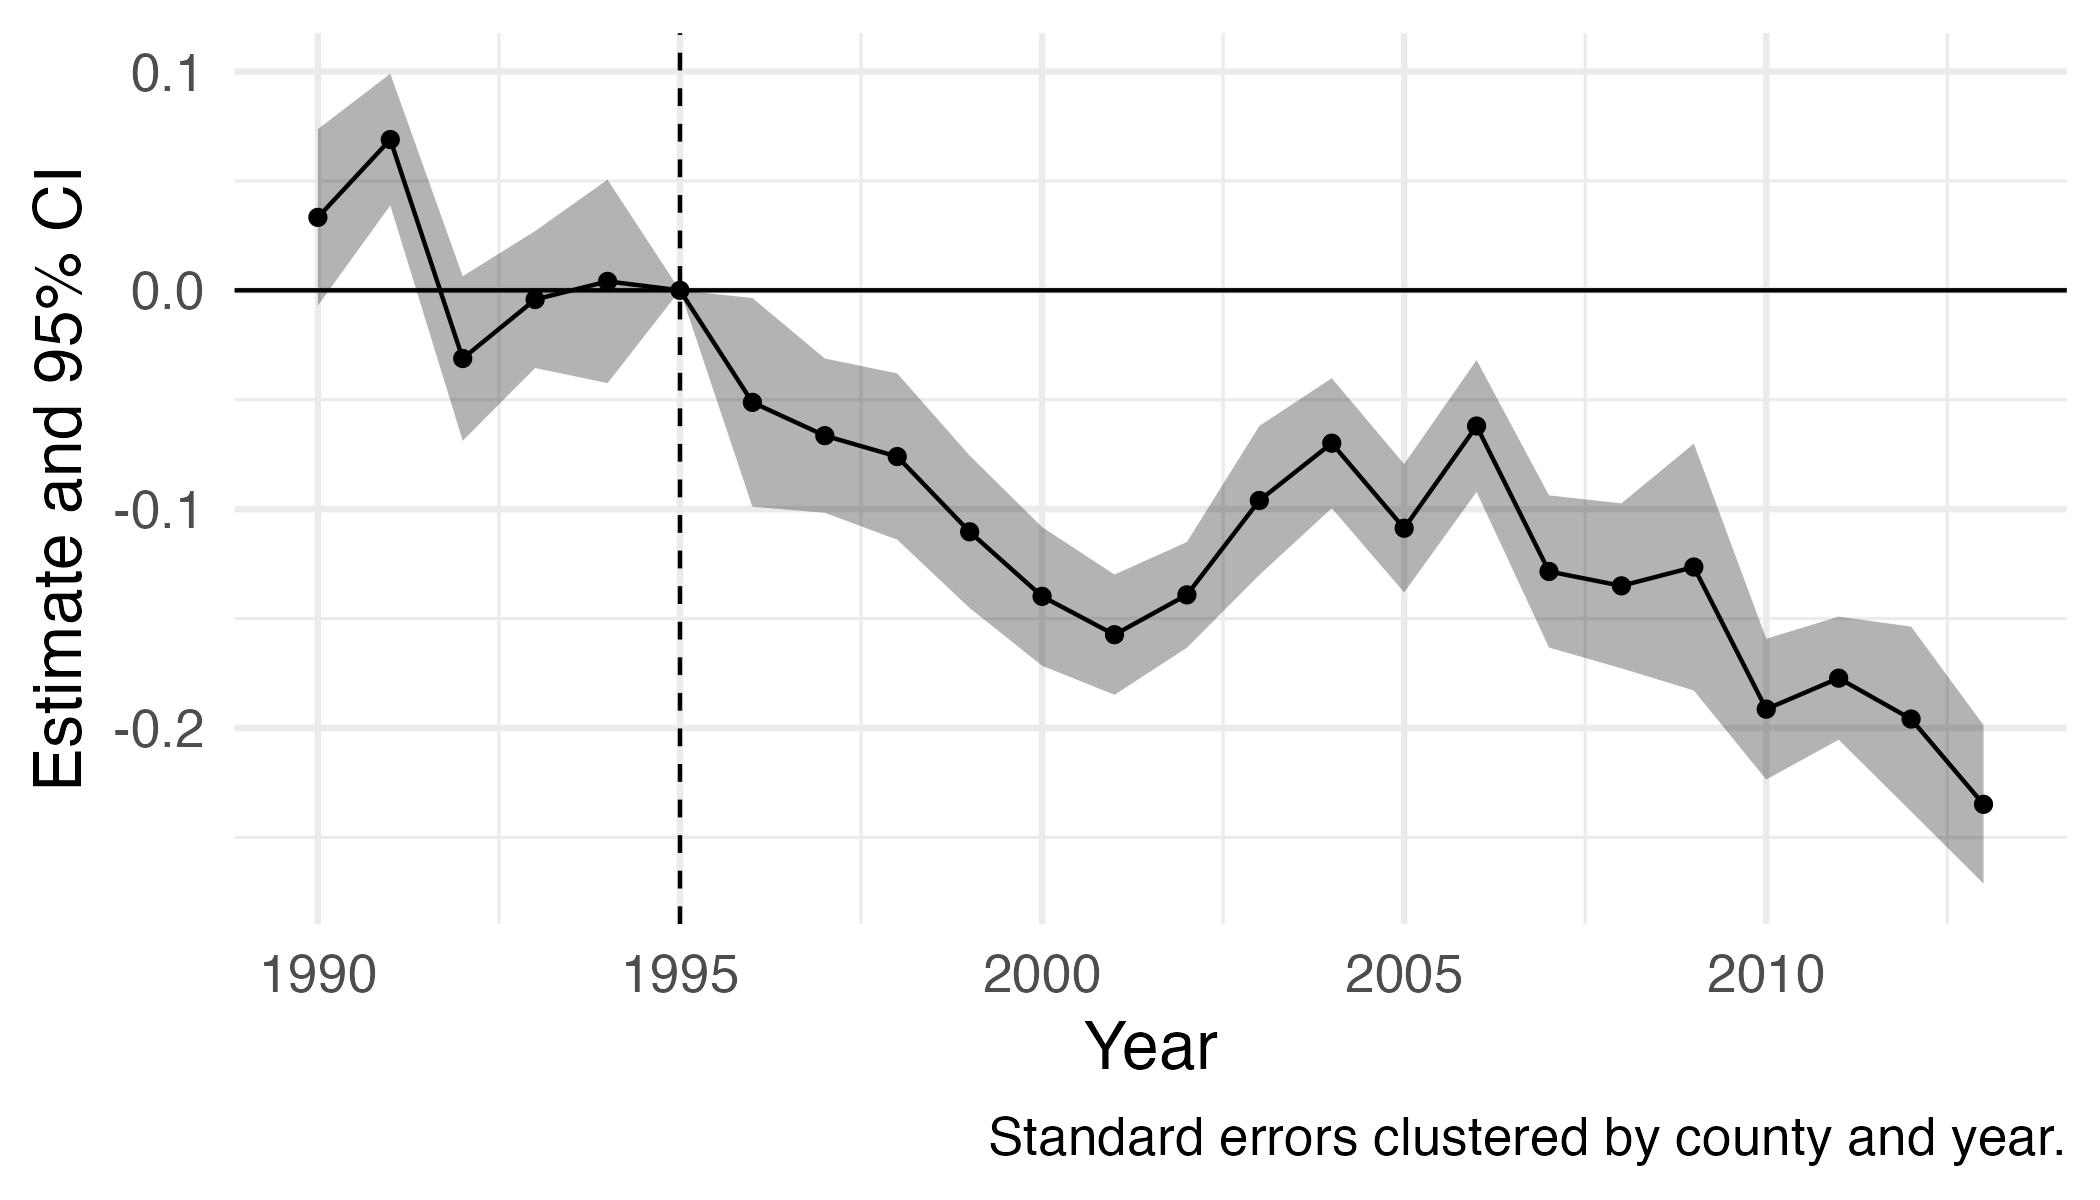 Estimate and 95% CI
0.1
0.0
-0.1
-0.2
1990 1995 2000 2005 2010
Year
Standard errors clustered by county and year.